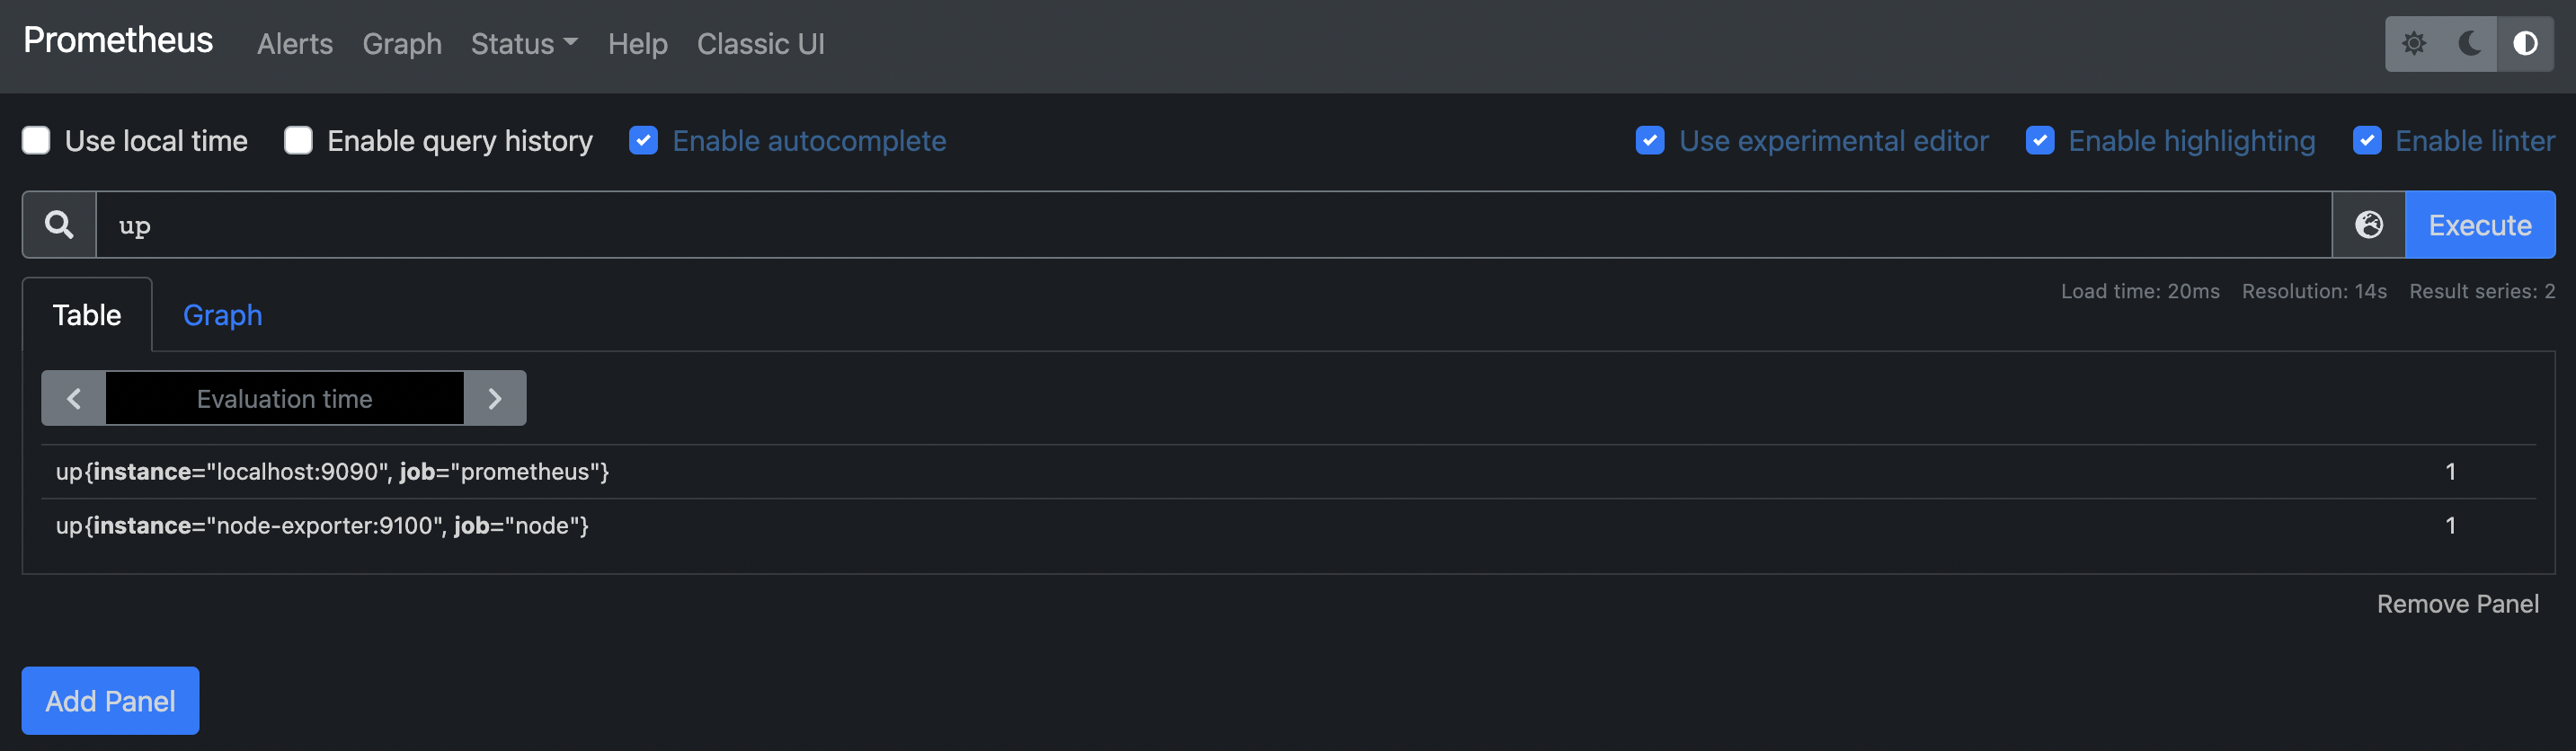 Prometheus Alerts Graph Status Help Classic UI
Use local time Enable query history Enable autocomplete Use experimental editor Enable highlighting Enable linter
up Execute
Load time: 20ms Resolution: 14s Result series: 2
Table Graph
Evaluation time
up{instance="localhost:9090", job="prometheus"} 1
up{instance="node-exporter:9100", job="node"} 1
Remove Panel
Add Panel